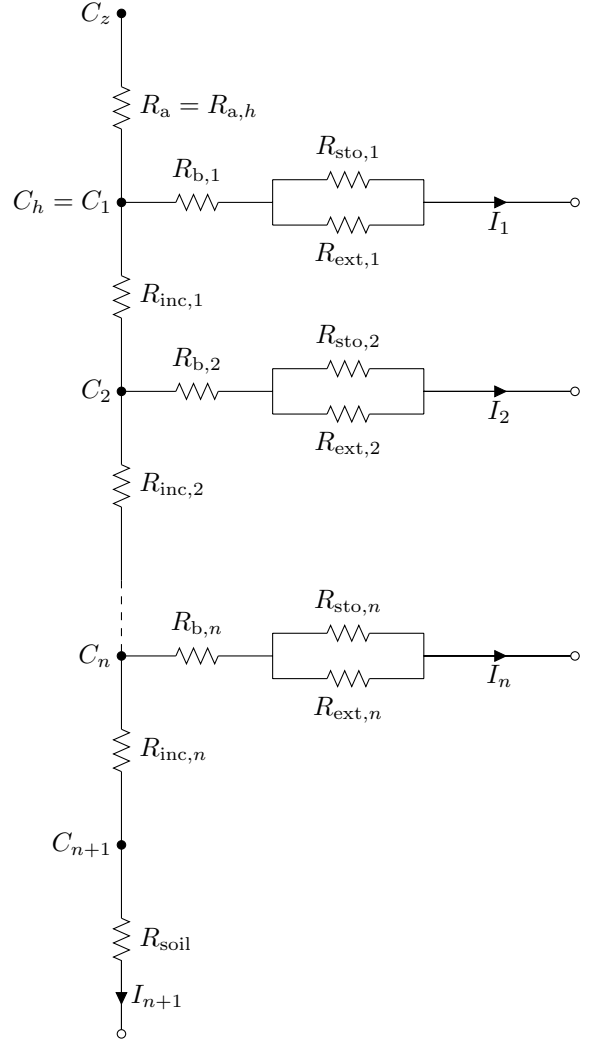 C_z
R_a = R_{a,h}
R_{sto,1}
R_{b,1}
C_h = C_1
I_1
R_{ext,1}
R_{inc,1}
R_{sto,2}
R_{b,2}
C_2
I_2
R_{ext,2}
R_{inc,2}
R_{sto,n}
R_{b,n}
C_n
I_n
R_{ext,n}
R_{inc,n}
C_{n+1}
R_{soil}
I_{n+1}